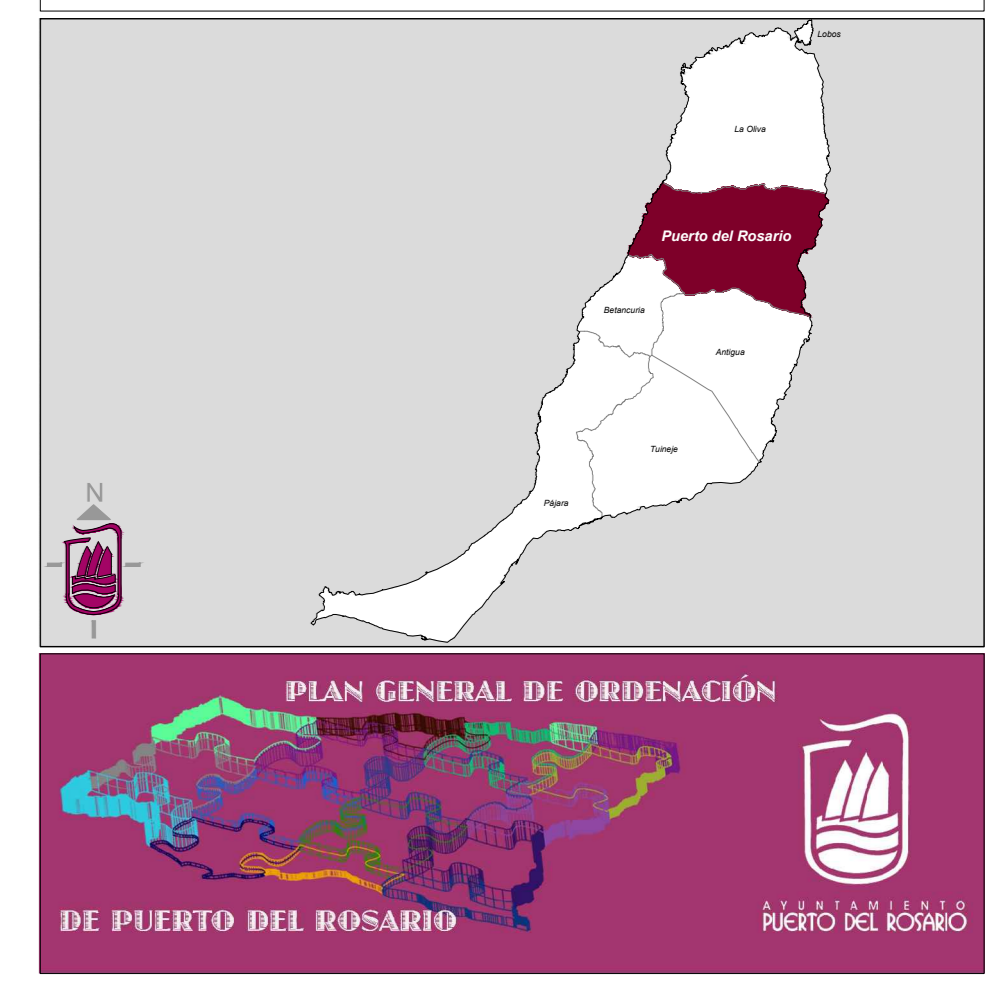 Lobos
La Oliva
Puerto del Rosario
Betancuria
Antigua
Tuineje
Pájara
N
PLAN GENERAL DE ORDENACIÓN
DE PUERTO DEL ROSARIO
AYUNTAMIENTO
PUERTO DEL ROSARIO